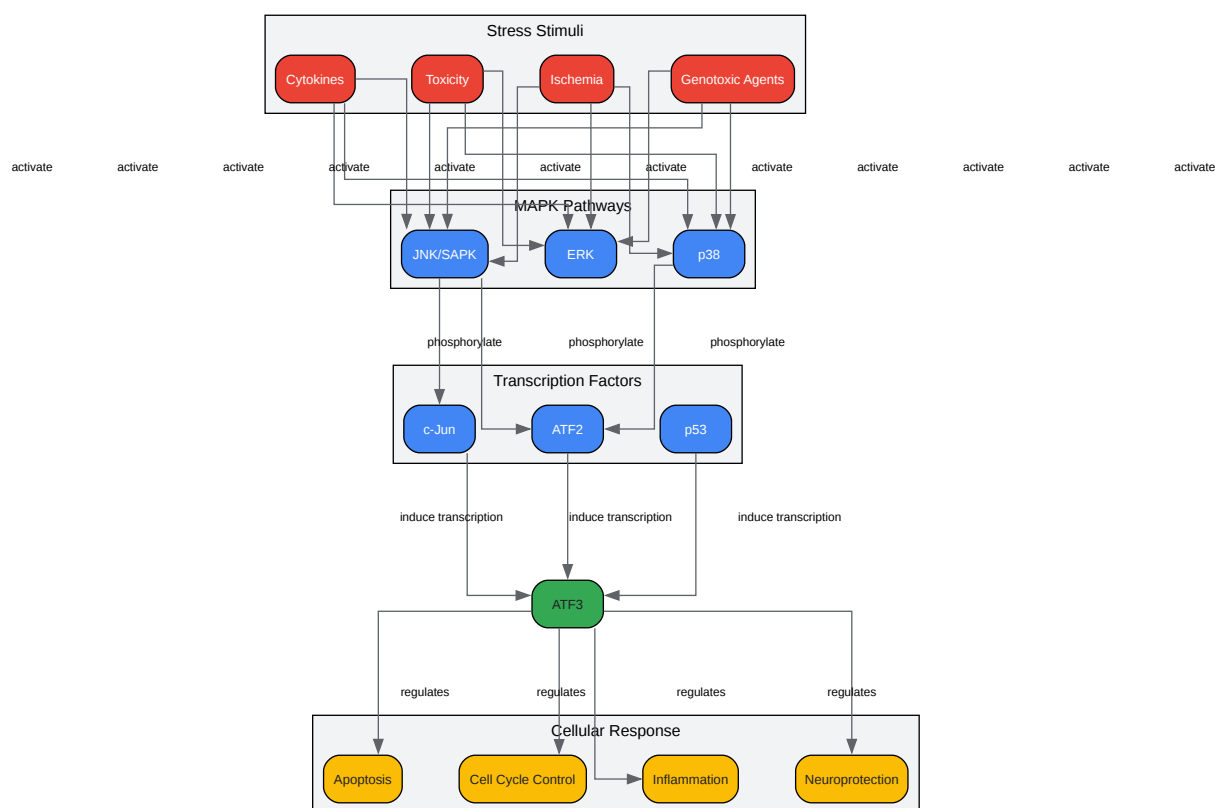 Stress Stimuli
Cytokines
Toxicity
Ischemia
Genotoxic Agents
activate
activate
activate
activate
activate
activate
activate
activate
activate
activate
activate
activate
MAPK Pathways
JNK/SAPK
ERK
p38
phosphorylate
phosphorylate
phosphorylate
Transcription Factors
c-Jun
ATF2
p53
induce transcription
induce transcription
induce transcription
ATF3
regulates
regulates
regulates
regulates
Cellular Response
Apoptosis
Cell Cycle Control
Inflammation
Neuroprotection